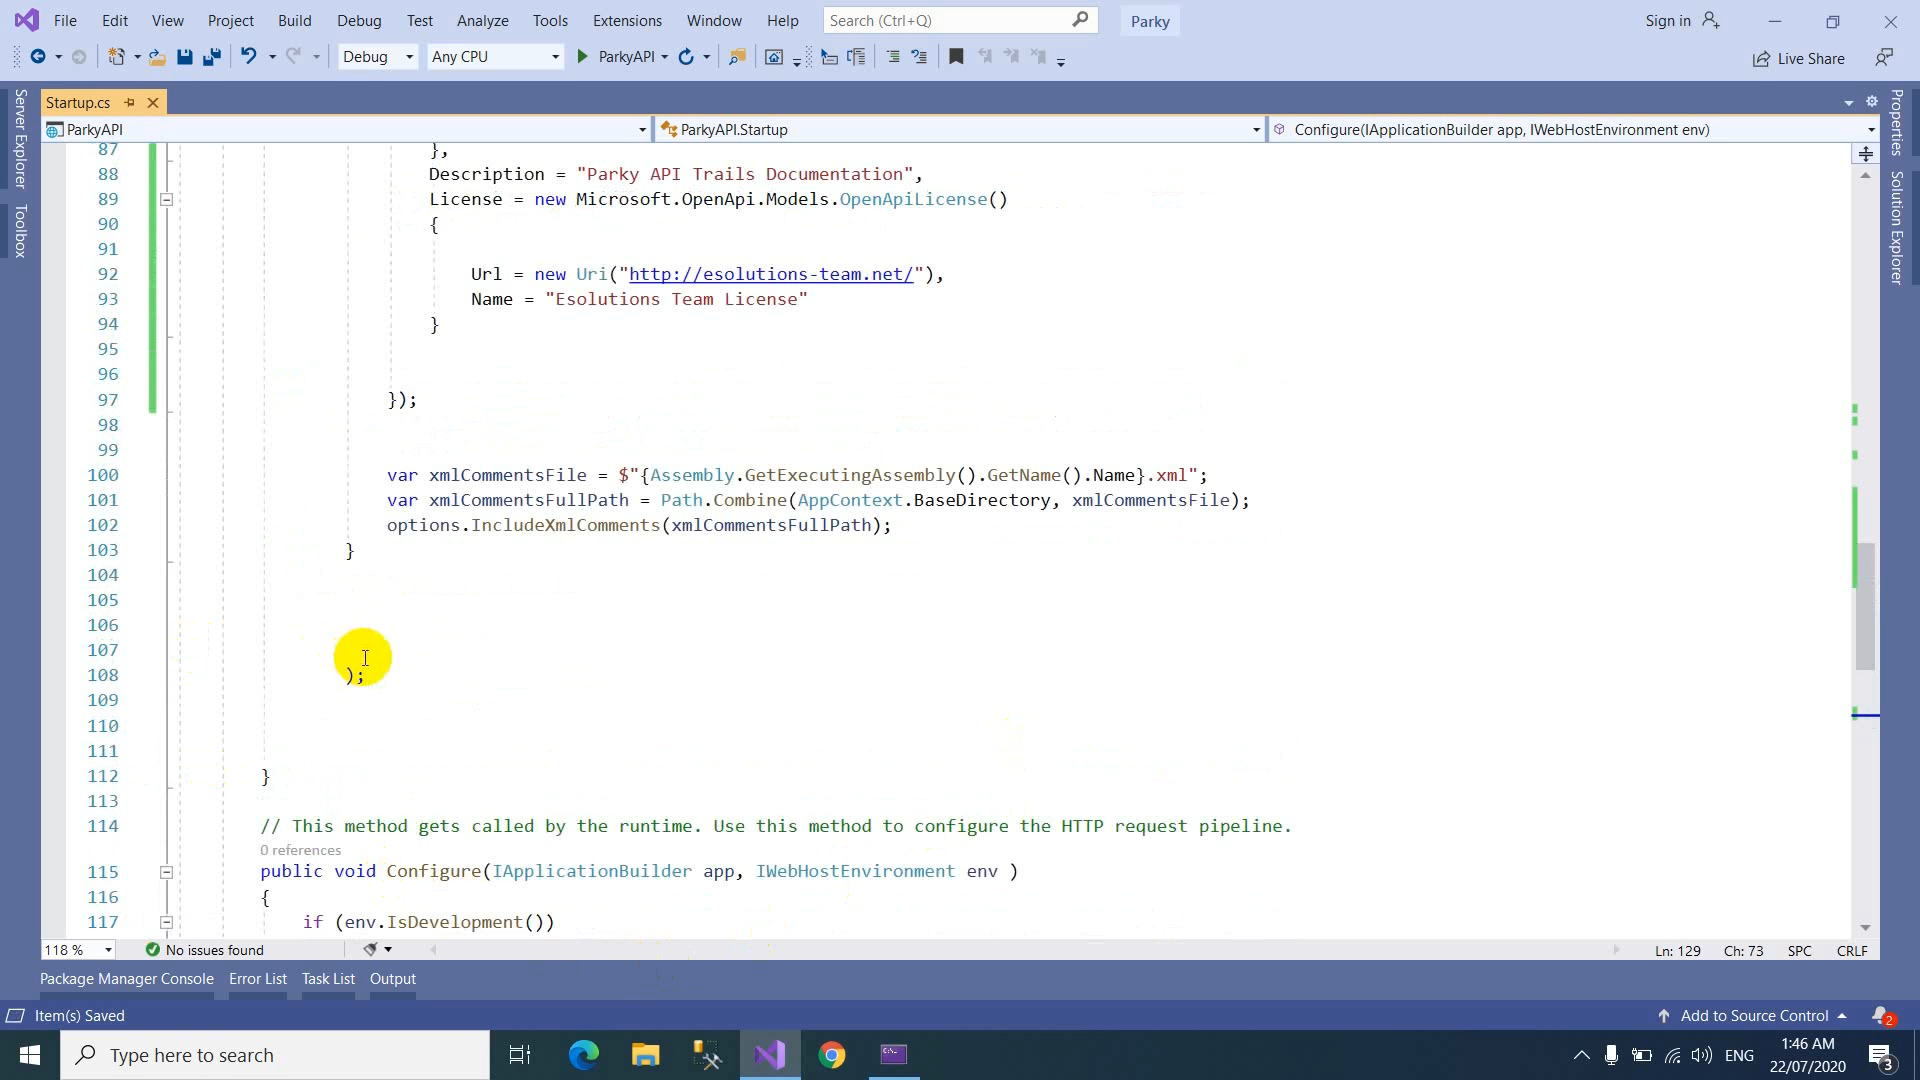 File Edit View Project Build Debug Test Analyze Tools Extensions Window Help Search (Ctrl+Q) Parky Sign in
Debug Any CPU ParkyAPI Live Share
Server Explorer
Toolbox
Startup.cs
ParkyAPI ParkyAPI.Startup Configure(IApplicationBuilder app, IWebHostEnvironment env)
87 },
88 Description = "Parky API Trails Documentation",
89 License = new Microsoft.OpenApi.Models.OpenApiLicense()
90 {
91
92 Url = new Uri("http://esolutions-team.net/"),
93 Name = "Esolutions Team License"
94 }
95
96
97 });
98
99
100 var xmlCommentsFile = $"{Assembly.GetExecutingAssembly().GetName().Name}.xml";
101 var xmlCommentsFullPath = Path.Combine(AppContext.BaseDirectory, xmlCommentsFile);
102 options.IncludeXmlComments(xmlCommentsFullPath);
103 }
104
105
106
107
108 );
109
110
111
112 }
113
114 // This method gets called by the runtime. Use this method to configure the HTTP request pipeline.
0 references
115 public void Configure(IApplicationBuilder app, IWebHostEnvironment env )
116 {
117 if (env.IsDevelopment())
Properties
Solution Explorer
118 % No issues found Ln: 129 Ch: 73 SPC CRLF
Package Manager Console Error List Task List Output
Item(s) Saved Add to Source Control 2
Type here to search ENG 1:46 AM
22/07/2020 3